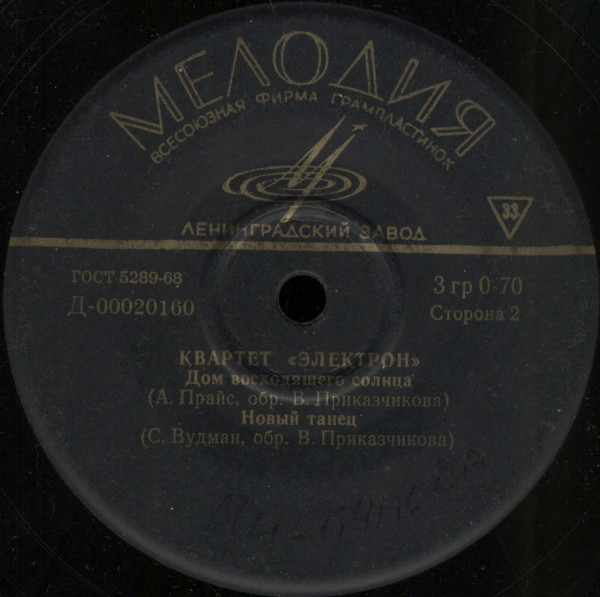 МЕЛОДИЯ
ВСЕСОЮЗНАЯ ФИРМА ГРАМПЛАСТИНОК
33
ЛЕНИНГРАДСКИЙ ЗАВОД
ГОСТ 5289-68
3 гр 0-70
Д-00020160
Сторона 2
КВАРТЕТ «ЭЛЕКТРОН»
Дом восходящего солнца
(А. Прайс, обр. В. Приказчикова)
Новый танец
(С. Вудман, обр. В. Приказчикова)